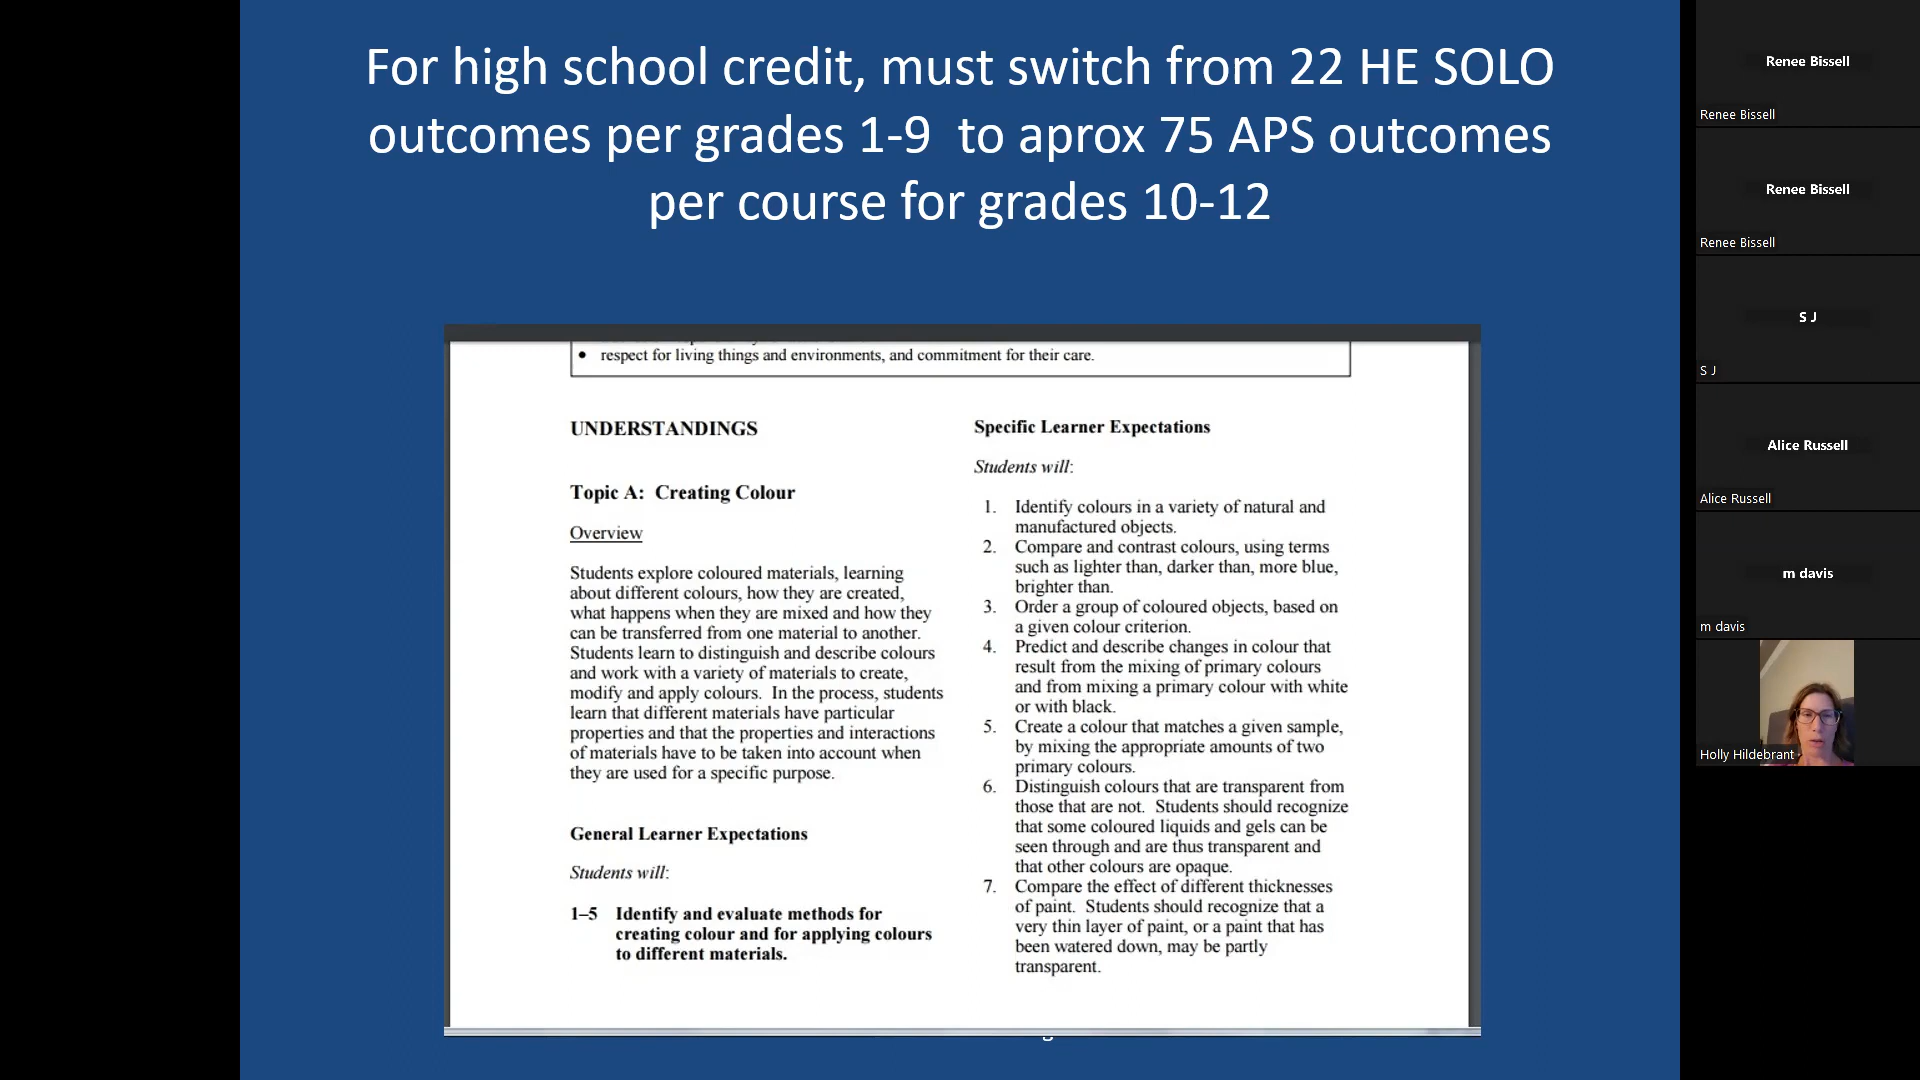 For high school credit, must switch from 22 HE SOLO
outcomes per grades 1-9  to aprox 75 APS outcomes
per course for grades 10-12
• respect for living things and environments, and commitment for their care.
UNDERSTANDINGS
Topic A:  Creating Colour
Overview
Students explore coloured materials, learning
about different colours, how they are created,
what happens when they are mixed and how they
can be transferred from one material to another.
Students learn to distinguish and describe colours
and work with a variety of materials to create,
modify and apply colours.  In the process, students
learn that different materials have particular
properties and that the properties and interactions
of materials have to be taken into account when
they are used for a specific purpose.
General Learner Expectations
Students will:
1–5 Identify and evaluate methods for
creating colour and for applying colours
to different materials.
Specific Learner Expectations
Students will:
1. Identify colours in a variety of natural and
manufactured objects.
2. Compare and contrast colours, using terms
such as lighter than, darker than, more blue,
brighter than.
3. Order a group of coloured objects, based on
a given colour criterion.
4. Predict and describe changes in colour that
result from the mixing of primary colours
and from mixing a primary colour with white
or with black.
5. Create a colour that matches a given sample,
by mixing the appropriate amounts of two
primary colours.
6. Distinguish colours that are transparent from
those that are not.  Students should recognize
that some coloured liquids and gels can be
seen through and are thus transparent and
that other colours are opaque.
7. Compare the effect of different thicknesses
of paint.  Students should recognize that a
very thin layer of paint, or a paint that has
been watered down, may be partly
transparent.
Renee Bissell
Renee Bissell
Renee Bissell
Renee Bissell
S J
S J
Alice Russell
Alice Russell
m davis
m davis
Holly Hildebrant